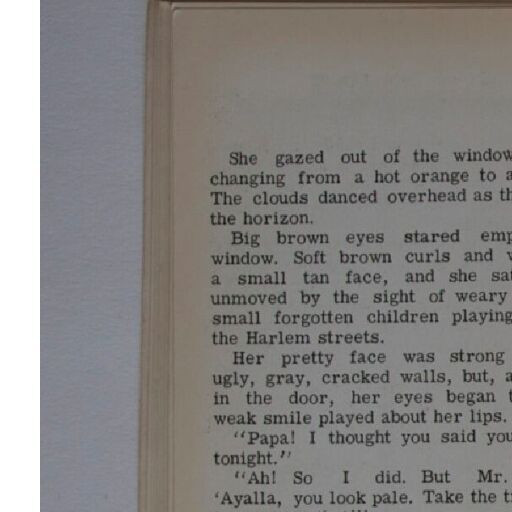 She gazed out of the window
changing from a hot orange to a
The clouds danced overhead as th
the horizon.
Big brown eyes stared emp
window. Soft brown curls and
a small tan face, and she sat
unmoved by the sight of weary
small forgotten children playing
the Harlem streets.
Her pretty face was strong
ugly, gray, cracked walls, but, a
in the door, her eyes began t
weak smile played about her lips.
"Papa! I thought you said you
tonight."
"Ah! So I did. But Mr.
'Ayalla, you look pale. Take the t